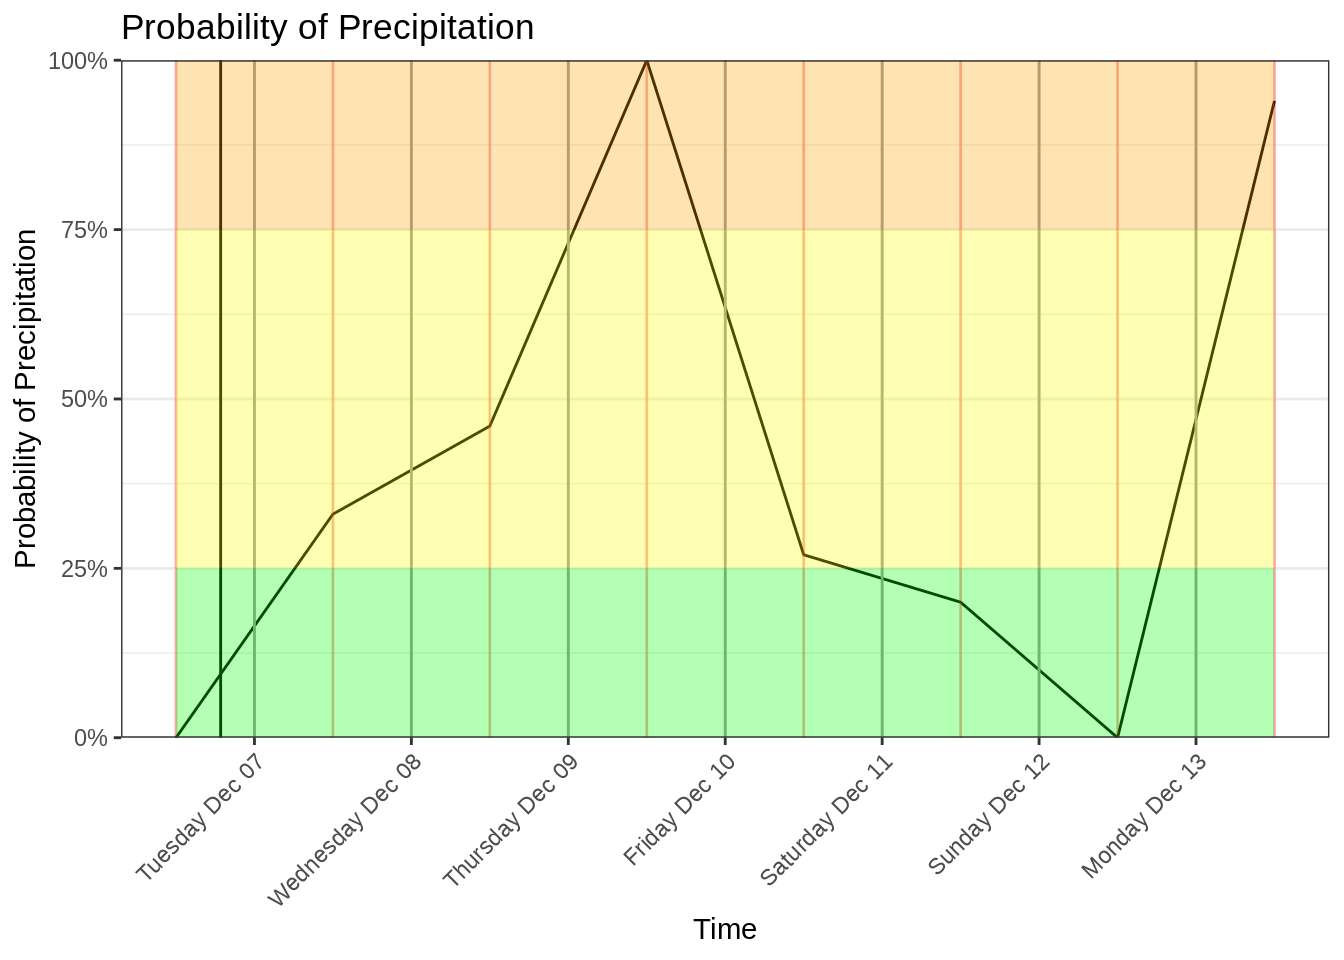 Probability of Precipitation
Probability of Precipitation
100%
75%
50%
25%
0%
Tuesday Dec 07
Wednesday Dec 08
Thursday Dec 09
Friday Dec 10
Saturday Dec 11
Sunday Dec 12
Monday Dec 13
Time